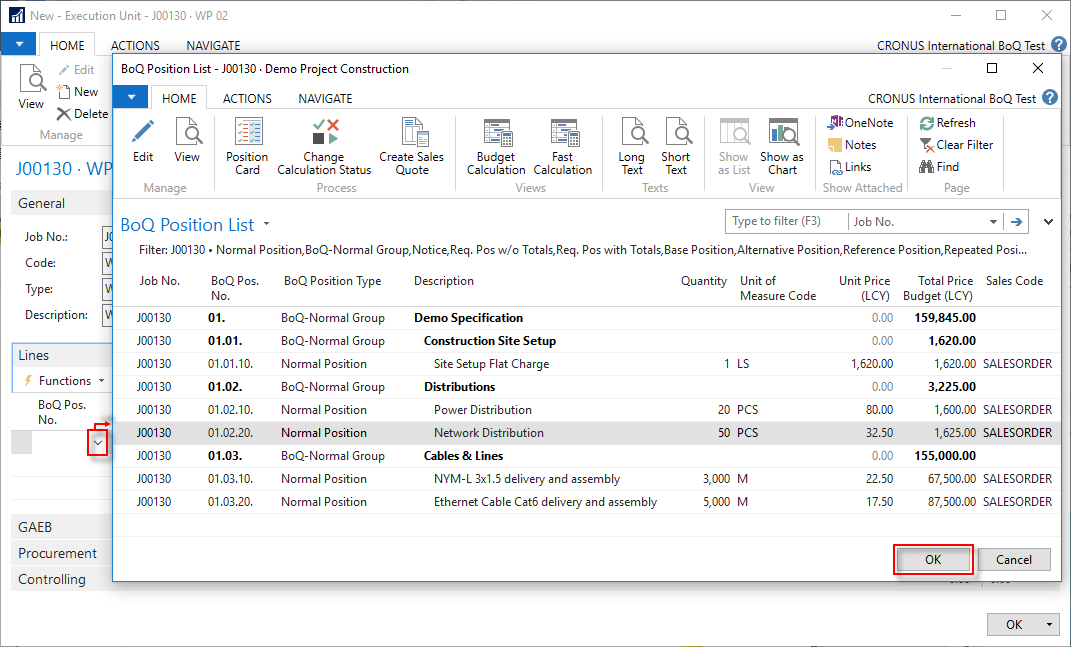 New - Execution Unit - J00130 · WP 02
HOME ACTIONS NAVIGATE
CRONUS International BoQ Test ?
View
Edit
New
Delete
Manage
J00130 · WP
General
Job No.:
Code:
Type:
Description:
Lines
Functions
BoQ Pos.
No.
GAEB
Procurement
Controlling
OK
BoQ Position List - J00130 · Demo Project Construction
HOME ACTIONS NAVIGATE
CRONUS International BoQ Test ?
Edit
View
Manage
Position
Card
Change
Calculation Status
Create Sales
Quote
Process
Budget
Calculation
Fast
Calculation
Views
Long
Text
Short
Text
Texts
Show
as List
Show as
Chart
View
OneNote
Notes
Links
Show Attached
Refresh
Clear Filter
Find
Page
BoQ Position List
Type to filter (F3) Job No.
Filter: J00130 • Normal Position,BoQ-Normal Group,Notice,Req. Pos w/o Totals,Req. Pos with Totals,Base Position,Alternative Position,Reference Position,Repeated Posi...
Job No. BoQ Pos. No. BoQ Position Type Description Quantity Unit of Measure Code Unit Price (LCY) Total Price Budget (LCY) Sales Code
J00130 01. BoQ-Normal Group Demo Specification 0.00 159,845.00
J00130 01.01. BoQ-Normal Group Construction Site Setup 0.00 1,620.00
J00130 01.01.10. Normal Position Site Setup Flat Charge 1 LS 1,620.00 1,620.00 SALESORDER
J00130 01.02. BoQ-Normal Group Distributions 0.00 3,225.00
J00130 01.02.10. Normal Position Power Distribution 20 PCS 80.00 1,600.00 SALESORDER
J00130 01.02.20. Normal Position Network Distribution 50 PCS 32.50 1,625.00 SALESORDER
J00130 01.03. BoQ-Normal Group Cables & Lines 0.00 155,000.00
J00130 01.03.10. Normal Position NYM-L 3x1.5 delivery and assembly 3,000 M 22.50 67,500.00 SALESORDER
J00130 01.03.20. Normal Position Ethernet Cable Cat6 delivery and assembly 5,000 M 17.50 87,500.00 SALESORDER
OK Cancel